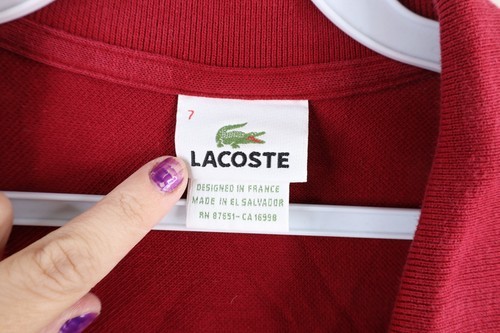 7
LACOSTE
DESIGNED IN FRANCE
MADE IN EL SALVADOR
RN 87651 - CA 16998